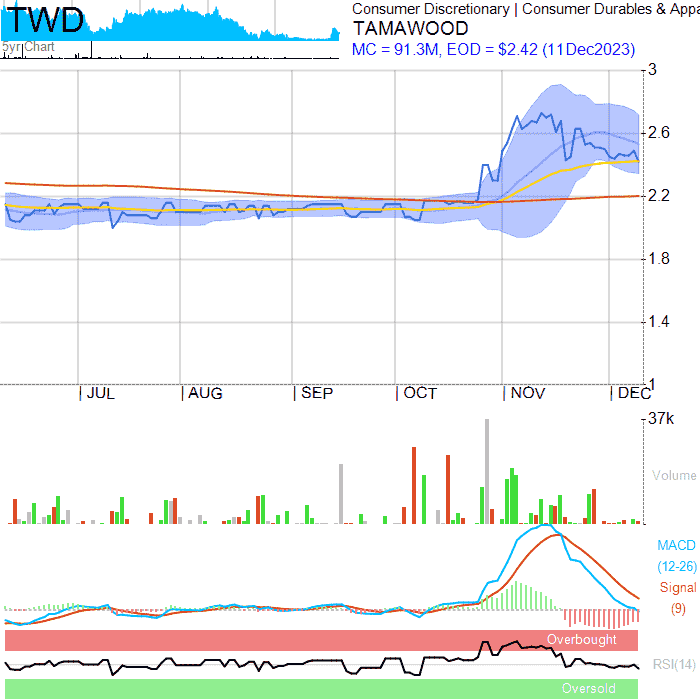 TWD
5yr Chart
Consumer Discretionary | Consumer Durables & Appa
TAMAWOOD
MC = 91.3M, EOD = $2.42 (11Dec2023)
3
2.6
2.2
1.8
1.4
1
| JUL | AUG | SEP | OCT | NOV | DEC
37k
Volume
MACD
(12-26)
Signal
(9)
Overbought
RSI(14)
Oversold